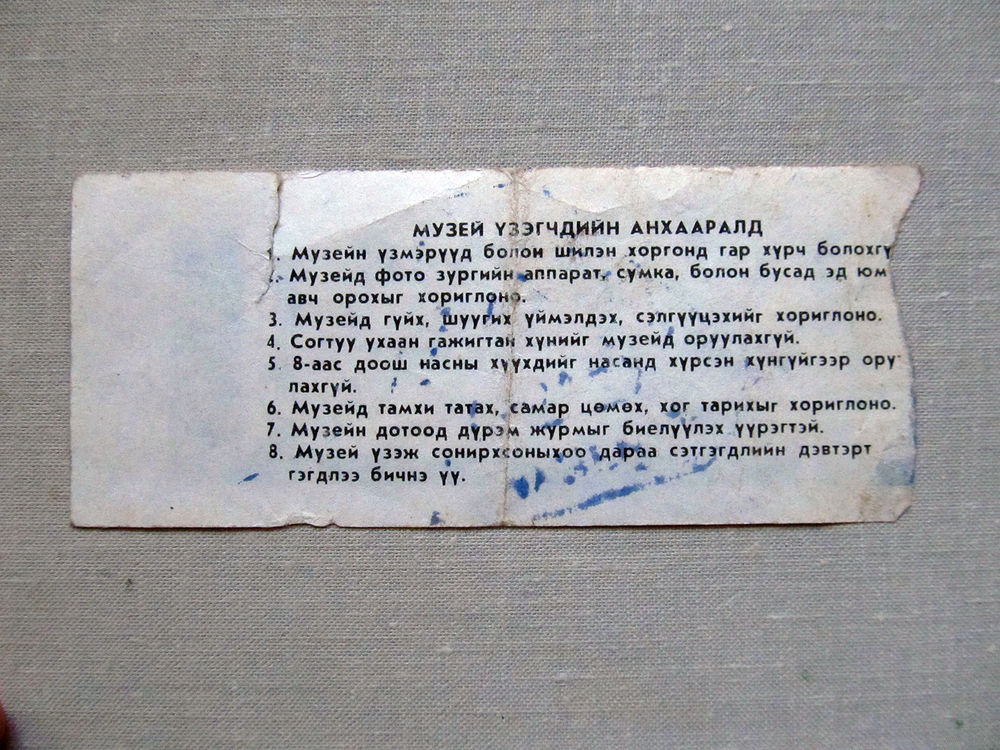 МУЗЕЙ ҮЗЭГЧДИЙН АНХААРАЛД
1. Музейн үзмэрүүд болон шилэн хоргонд гар хүрч болохгү
2. Музейд фото зургийн аппарат, сумка, болон бусад эд юм
авч орохыг хориглоно.
3. Музейд гүйх, шуугих үймэлдэх, сэлгүүцэхийг хориглоно.
4. Согтуу ухаан гажигтан хүнийг музейд оруулахгүй.
5 8-аас доош насны хүүхдийг насанд хүрсэн хүнгүйгээр ору
лахгүй.
6. Музейд тамхи татах, самар цөмөх, хог тарихыг хориглоно.
7. Музейн дотоод дүрэм журмыг биелүүлэх үүрэгтэй.
8. Музей үзэж сонирхсоныхоо дараа сэтгэгдлийн дэвтэрт
гэгдлээ бичнэ үү.